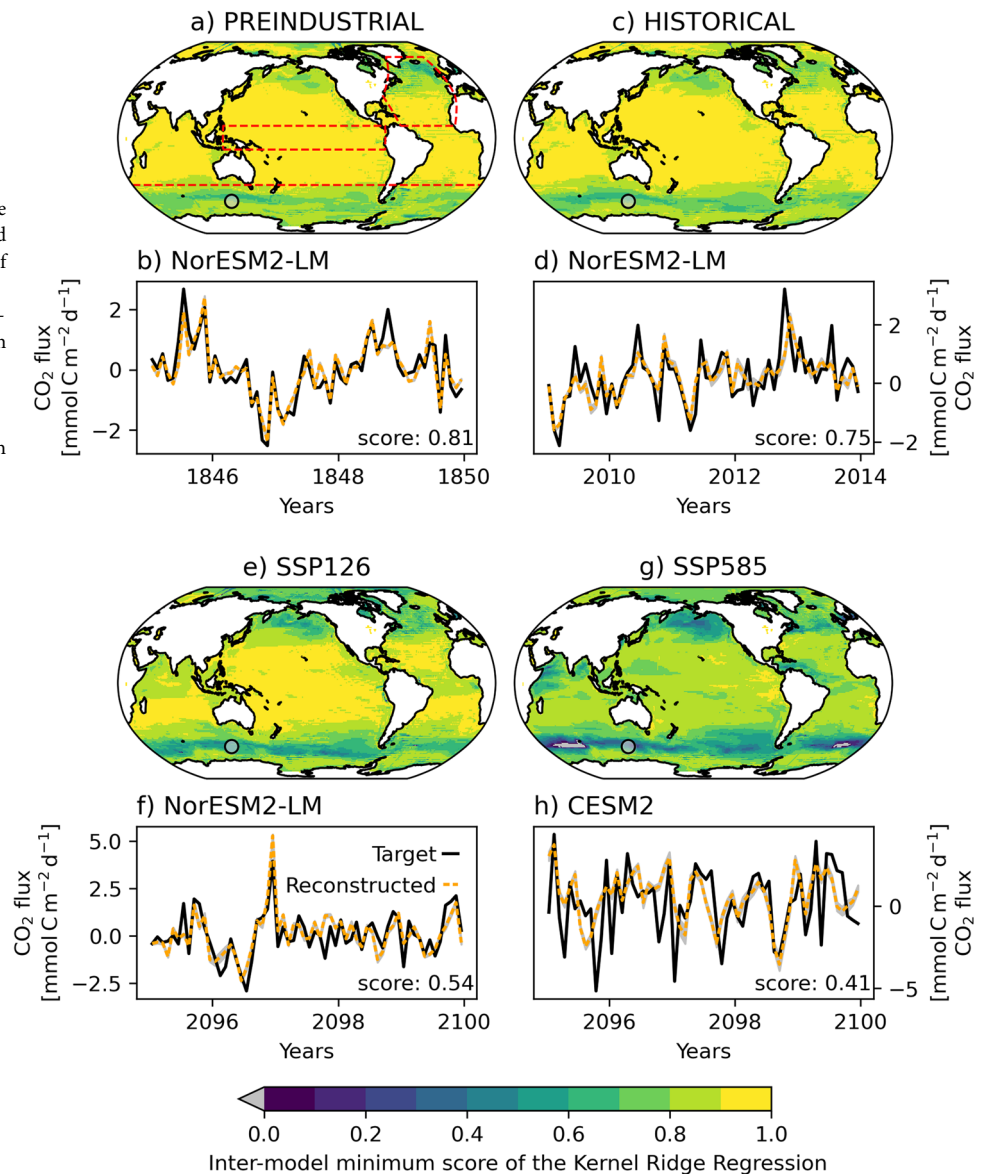 a) PREINDUSTRIAL
c) HISTORICAL
e
d
f
-
n
n
b) NorESM2-LM
d) NorESM2-LM
CO₂ flux
[mmol C m⁻² d⁻¹]
2
0
−2
score: 0.81
1846 1848 1850
Years
score: 0.75
2
0
−2
[mmol C m⁻² d⁻¹]
CO₂ flux
2010 2012 2014
Years
e) SSP126
g) SSP585
f) NorESM2-LM
h) CESM2
CO₂ flux
[mmol C m⁻² d⁻¹]
5.0
2.5
0.0
−2.5
Target
Reconstructed
score: 0.54
2096 2098 2100
Years
score: 0.41
0
−5
[mmol C m⁻² d⁻¹]
CO₂ flux
2096 2098 2100
Years
0.0 0.2 0.4 0.6 0.8 1.0
Inter-model minimum score of the Kernel Ridge Regression